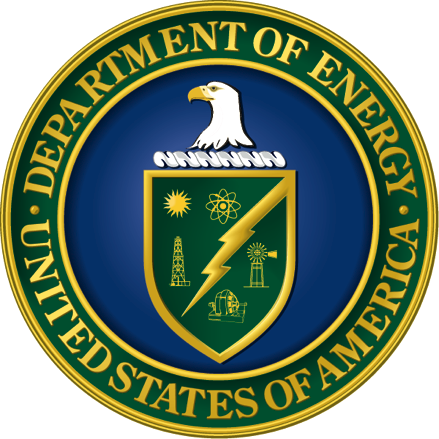 DEPARTMENT OF ENERGY
UNITED STATES OF AMERICA